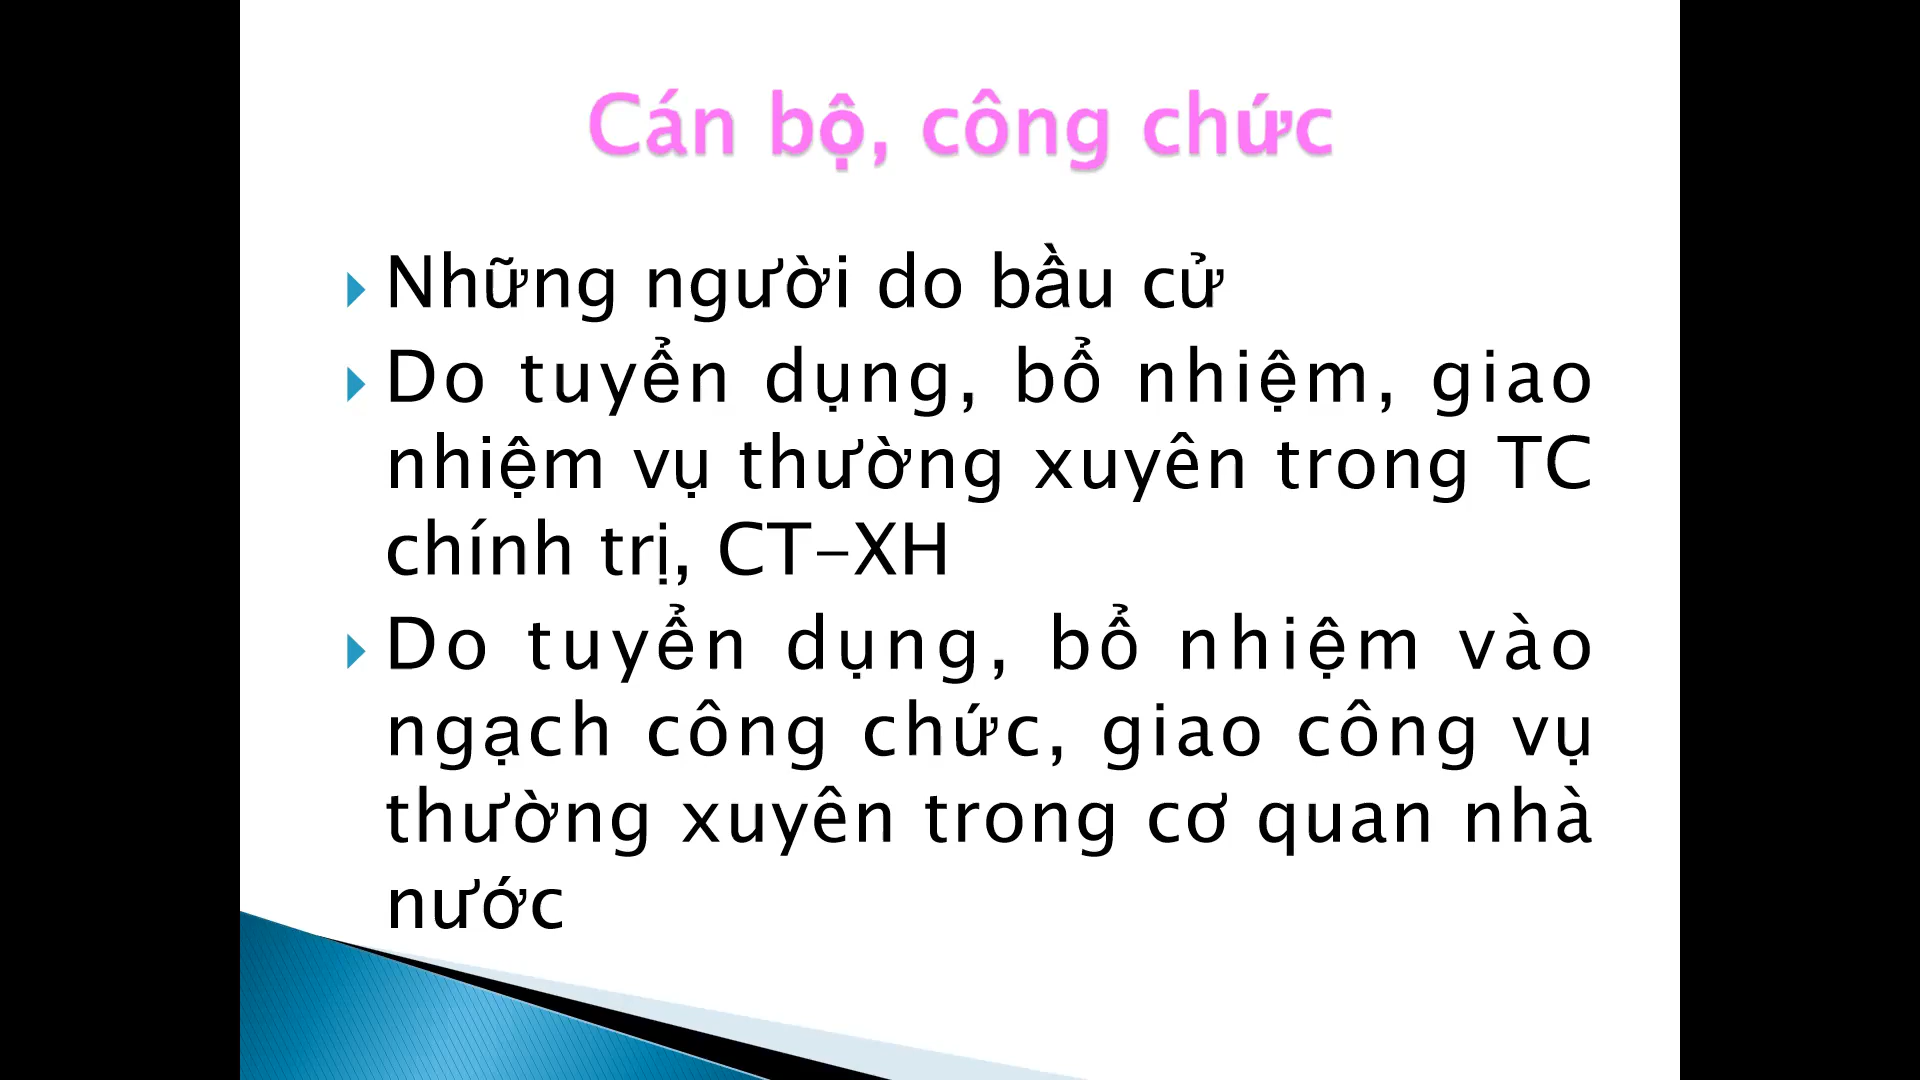 Cán bộ, công chức
Những người do bầu cử
Do tuyển dụng, bổ nhiệm, giao
nhiệm vụ thường xuyên trong TC
chính trị, CT-XH
Do tuyển dụng, bổ nhiệm vào
ngạch công chức, giao công vụ
thường xuyên trong cơ quan nhà
nước